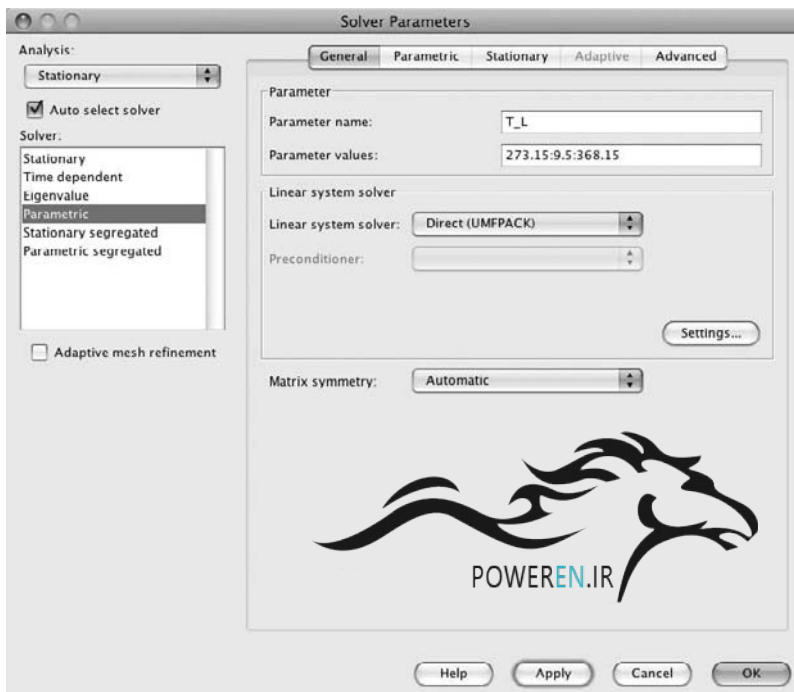 Solver Parameters
Analysis:
Stationary
Auto select solver
Solver:
Stationary
Time dependent
Eigenvalue
Parametric
Stationary segregated
Parametric segregated
Adaptive mesh refinement
General Parametric Stationary Adaptive Advanced
Parameter
Parameter name: T_L
Parameter values: 273.15:9.5:368.15
Linear system solver
Linear system solver: Direct (UMFPACK)
Preconditioner:
Settings...
Matrix symmetry: Automatic
POWEREN.IR
Help Apply Cancel OK